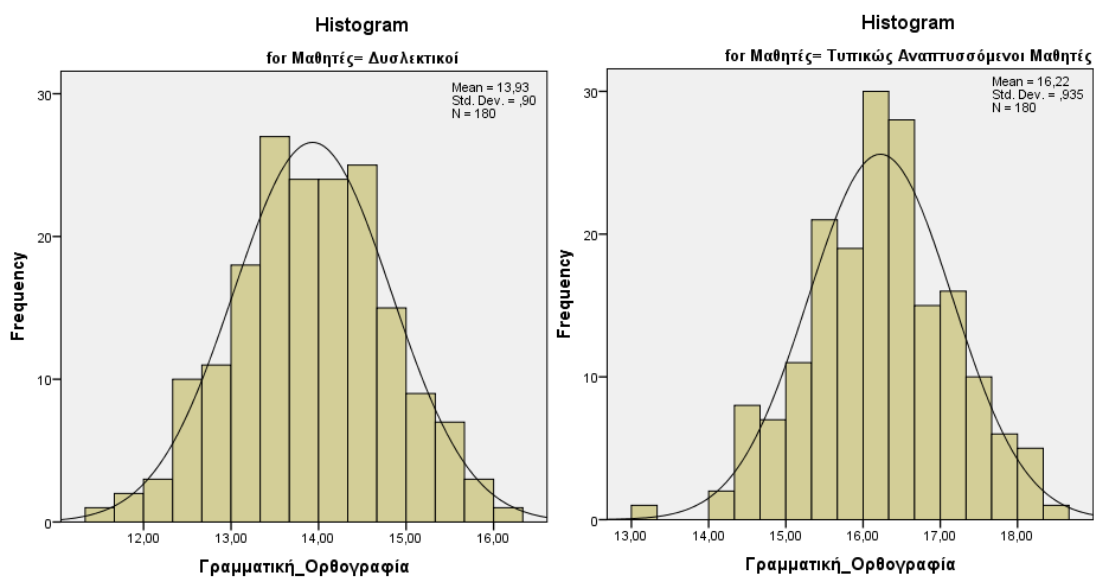 Histogram
for Μαθητές= Δυσλεκτικοί
Mean = 13,93
Std. Dev. = ,90
N = 180
30
20
10
0
Frequency
12,00 13,00 14,00 15,00 16,00
Γραμματική_Ορθογραφία
Histogram
for Μαθητές= Τυπικώς Αναπτυσσόμενοι Μαθητές
Mean = 16,22
Std. Dev. = ,935
N = 180
30
20
10
0
Frequency
13,00 14,00 15,00 16,00 17,00 18,00
Γραμματική_Ορθογραφία